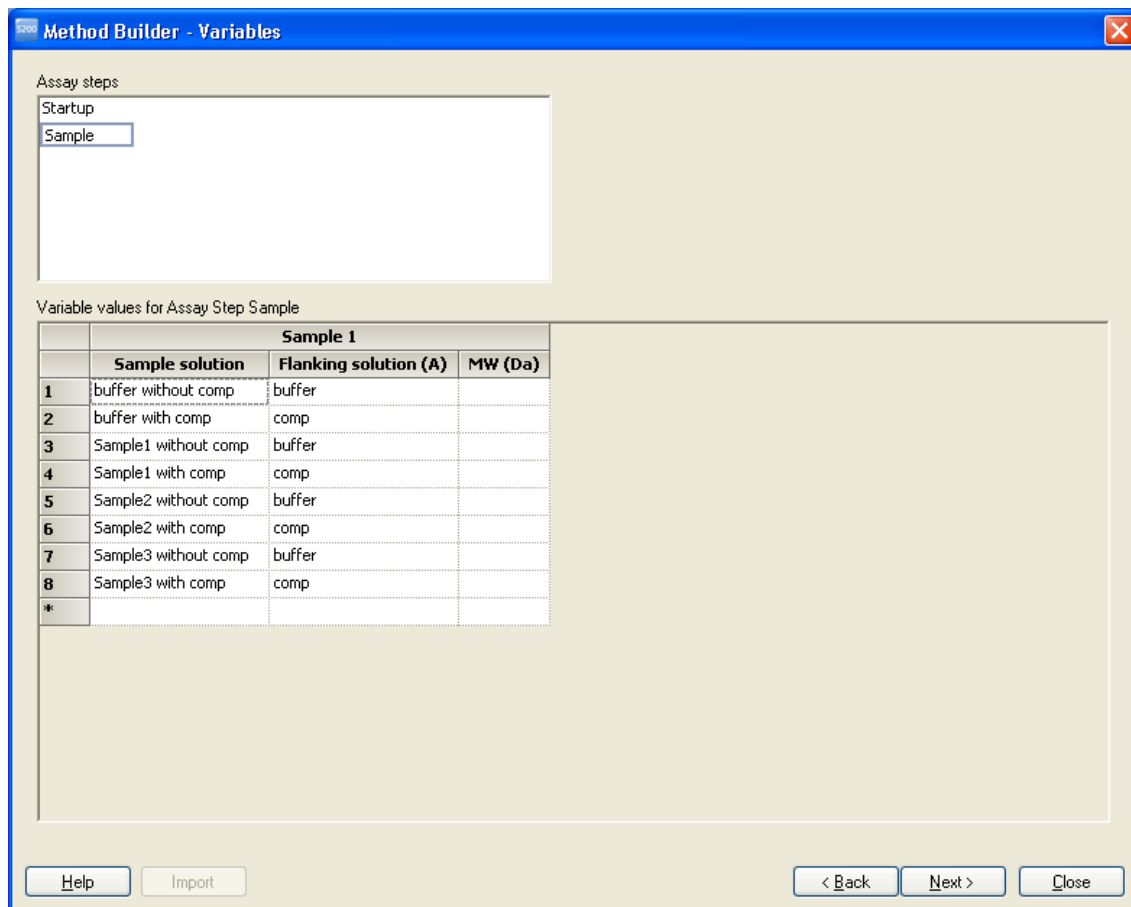 S200 Method Builder - Variables
Assay steps
Startup
Sample
Variable values for Assay Step Sample
Sample 1
Sample solution Flanking solution (A) MW (Da)
1 buffer without comp buffer
2 buffer with comp comp
3 Sample1 without comp buffer
4 Sample1 with comp comp
5 Sample2 without comp buffer
6 Sample2 with comp comp
7 Sample3 without comp buffer
8 Sample3 with comp comp
*
Help Import < Back Next > Close